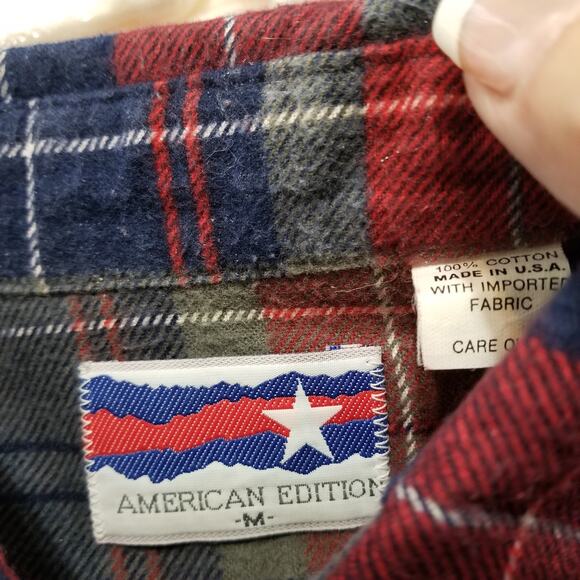 100% COTTON
MADE IN U.S.A.
WITH IMPORTED
FABRIC
CARE
AMERICAN EDITION
-M-